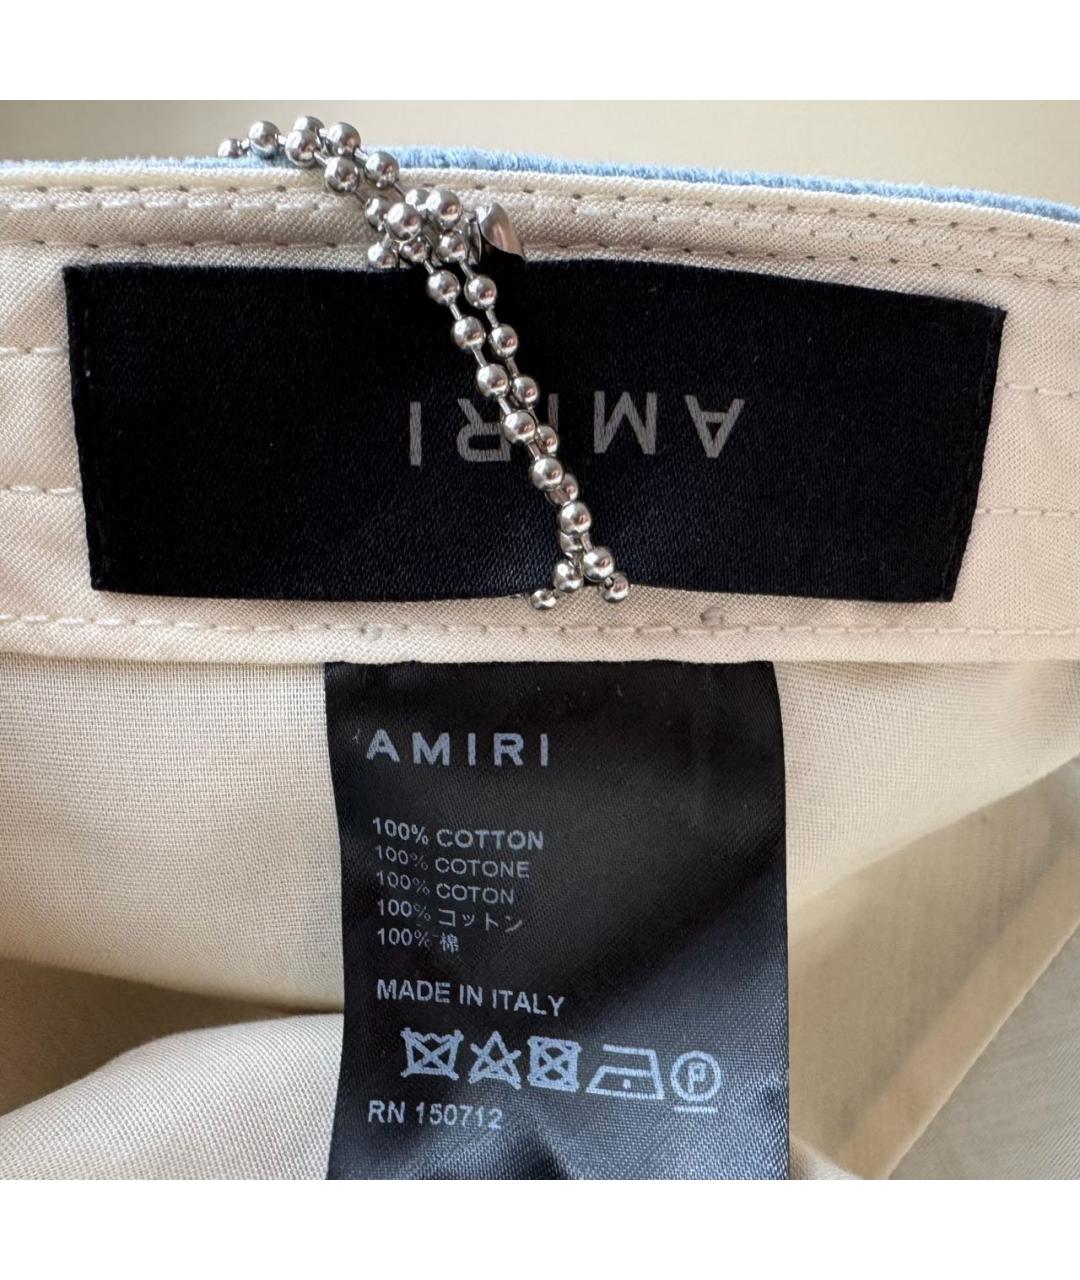 AMIRI
AMIRI
100% COTTON
100% COTONE
100% COTON
100% コットン
100% 棉
MADE IN ITALY
P
RN 150712